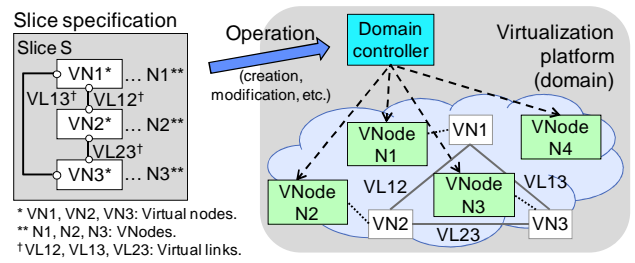 Slice specification
Slice S
VN1* ... N1**
VL13† VL12†
VN2* ... N2**
VL23†
VN3* ... N3**
* VN1, VN2, VN3: Virtual nodes.
** N1, N2, N3: VNodes.
†VL12, VL13, VL23: Virtual links.
Operation
(creation,
modification, etc.)
Domain
controller
Virtualization
platform
(domain)
VN1
VNode
N1
VNode
N4
VL12
VL13
VNode
N2
VNode
N3
VN2
VN3
VL23